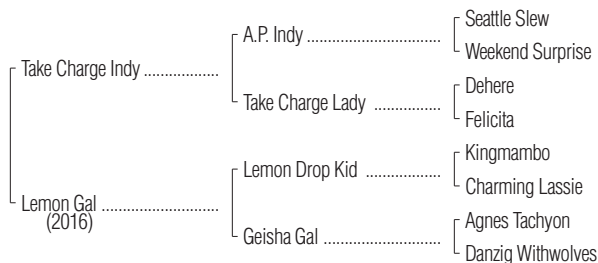 Seattle Slew
A.P. Indy ........................................
Weekend Surprise
Take Charge Indy ..................
Dehere
Take Charge Lady ................
Felicita
Kingmambo
Lemon Drop Kid ..................
Charming Lassie
Lemon Gal ............................
(2016)
Agnes Tachyon
Geisha Gal ............................
Danzig Withwolves